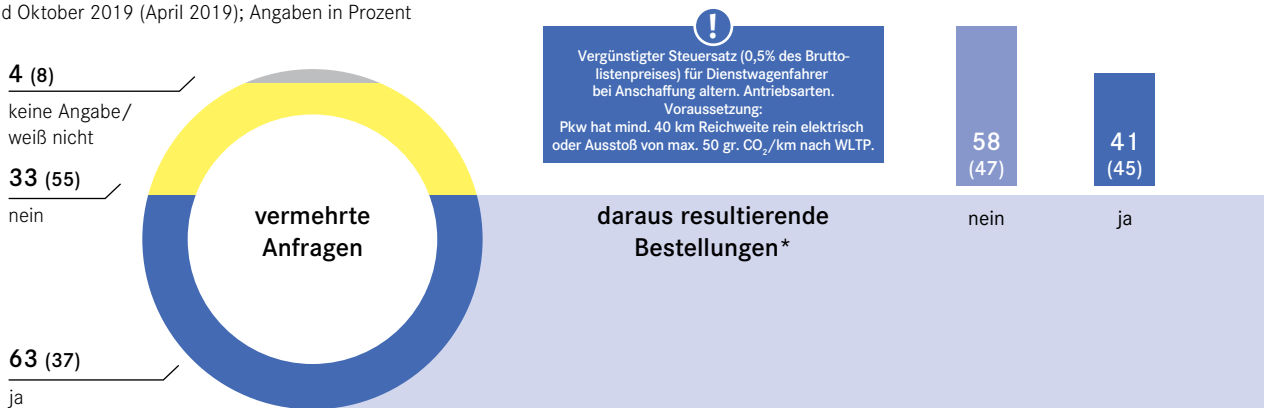 d Oktober 2019 (April 2019); Angaben in Prozent
4 (8)
keine Angabe/
weiß nicht
33 (55)
nein
63 (37)
ja
vermehrte
Anfragen
!
Vergünstigter Steuersatz (0,5% des Brutto-
listenpreises) für Dienstwagenfahrer
bei Anschaffung altern. Antriebsarten.
Voraussetzung:
Pkw hat mind. 40 km Reichweite rein elektrisch
oder Ausstoß von max. 50 gr. CO₂/km nach WLTP.
daraus resultierende
Bestellungen*
58
(47)
nein
41
(45)
ja